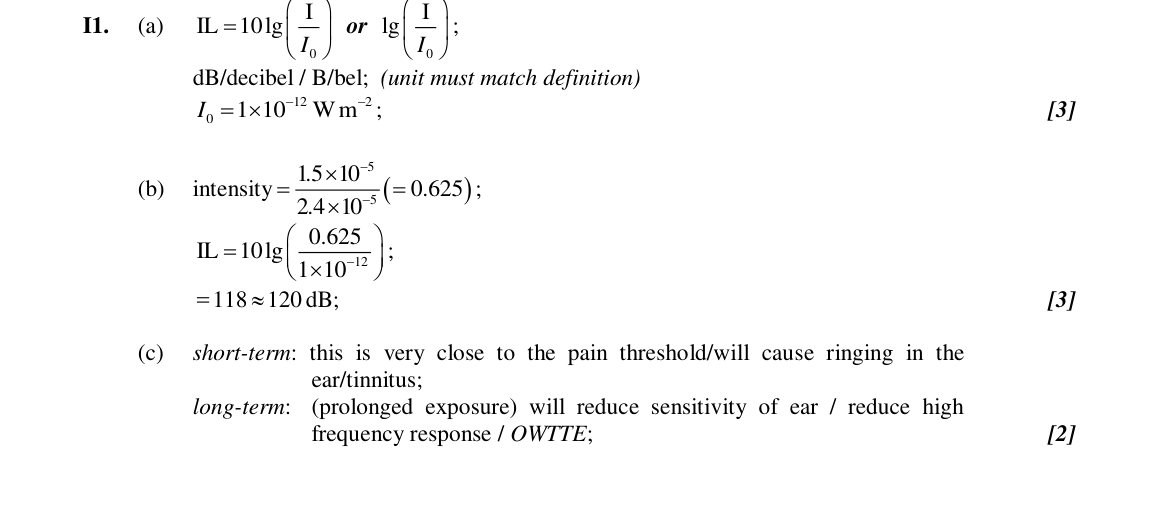 I1. (a) IL = 10 lg(I/I₀) or lg(I/I₀);
dB/decibel / B/bel; (unit must match definition)
I₀ = 1×10⁻¹² W m⁻²; [3]
(b) intensity = 1.5×10⁻⁵/2.4×10⁻⁵ (= 0.625);
IL = 10 lg(0.625/1×10⁻¹²);
= 118 ≈ 120 dB; [3]
(c) short-term: this is very close to the pain threshold/will cause ringing in the
ear/tinnitus;
long-term: (prolonged exposure) will reduce sensitivity of ear / reduce high
frequency response / OWTTE; [2]